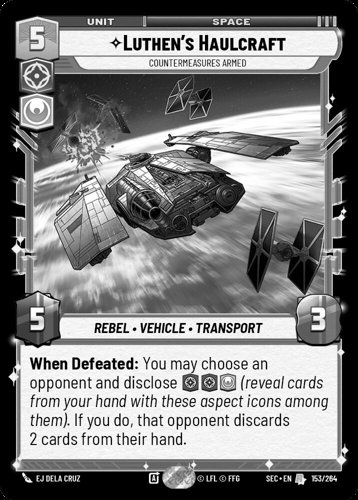 UNIT SPACE
5
✧LUTHEN'S HAULCRAFT
COUNTERMEASURES ARMED
5
3
REBEL • VEHICLE • TRANSPORT
When Defeated: You may choose an
opponent and disclose (reveal cards
from your hand with these aspect icons among
them). If you do, that opponent discards
2 cards from their hand.
EJ DELA CRUZ
© LFL © FFG
SEC • EN
153/264